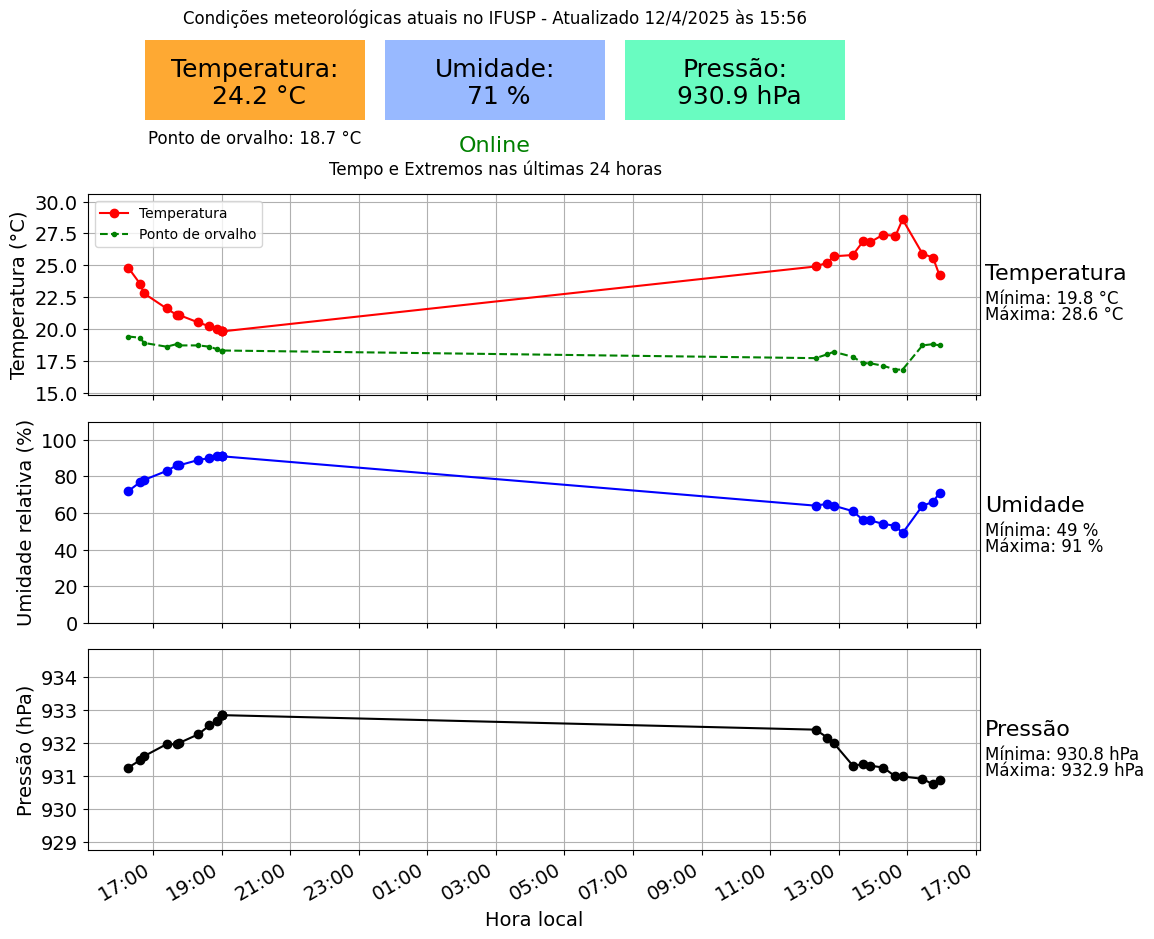 Condições meteorológicas atuais no IFUSP - Atualizado 12/4/2025 às 15:56
Temperatura:
24.2 °C
Umidade:
71 %
Pressão:
930.9 hPa
Ponto de orvalho: 18.7 °C
Online
Tempo e Extremos nas últimas 24 horas
Temperatura (°C)
30.0
27.5
25.0
22.5
20.0
17.5
15.0
Temperatura
Ponto de orvalho
Temperatura
Mínima: 19.8 °C
Máxima: 28.6 °C
Umidade relativa (%)
100
80
60
40
20
0
Umidade
Mínima: 49 %
Máxima: 91 %
Pressão (hPa)
934
933
932
931
930
929
Pressão
Mínima: 930.8 hPa
Máxima: 932.9 hPa
17:00 19:00 21:00 23:00 01:00 03:00 05:00 07:00 09:00 11:00 13:00 15:00 17:00
Hora local